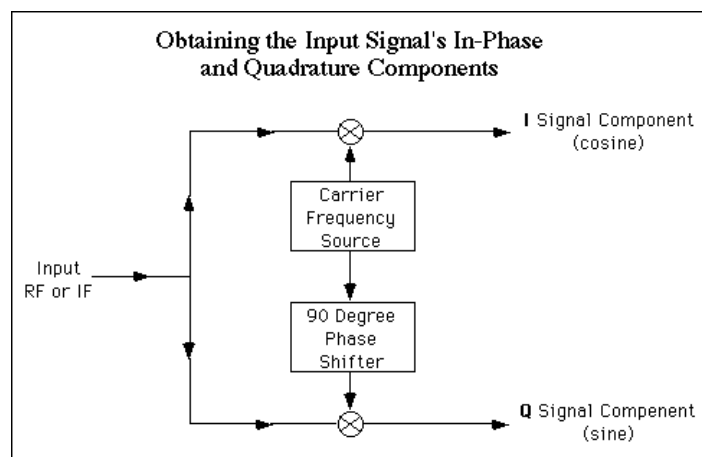 Obtaining the Input Signal's In-Phase
and Quadrature Components
I Signal Component
(cosine)
Carrier
Frequency
Source
Input
RF or IF
90 Degree
Phase
Shifter
Q Signal Compenent
(sine)